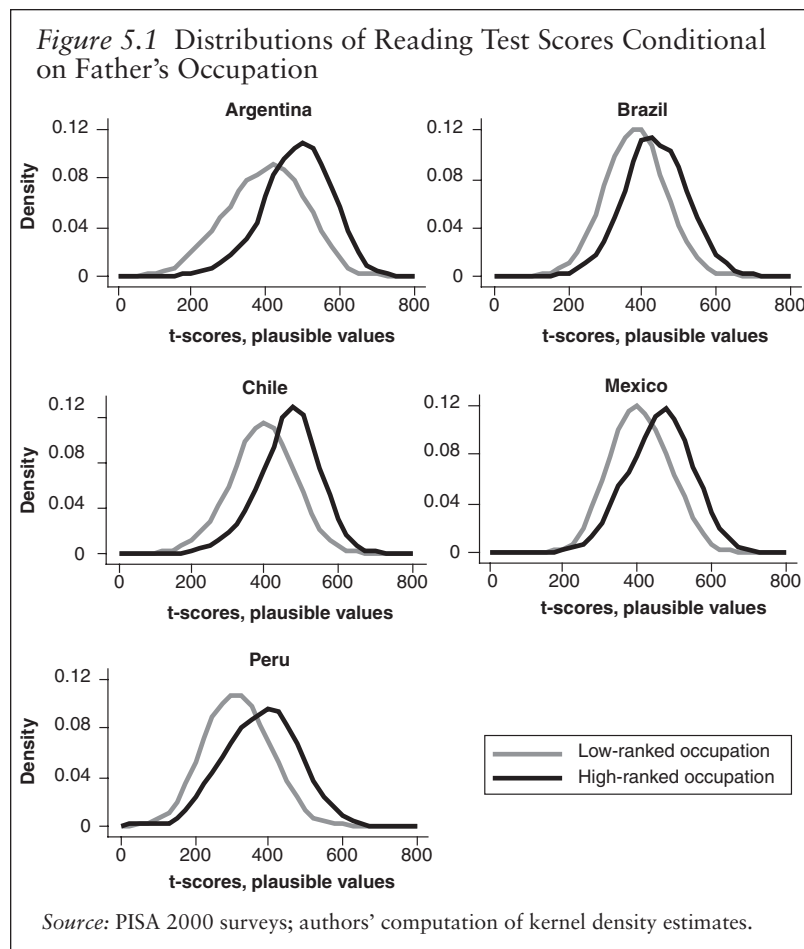 Figure 5.1 Distributions of Reading Test Scores Conditional
on Father's Occupation
Argentina
0.12
0.08
0.04
0
Density
0 200 400 600 800
t-scores, plausible values
Brazil
0.12
0.08
0.04
0
0 200 400 600 800
t-scores, plausible values
Chile
0.12
0.08
0.04
0
Density
0 200 400 600 800
t-scores, plausible values
Mexico
0.12
0.08
0.04
0
0 200 400 600 800
t-scores, plausible values
Peru
0.12
0.08
0.04
0
Density
0 200 400 600 800
t-scores, plausible values
Low-ranked occupation
High-ranked occupation
Source: PISA 2000 surveys; authors' computation of kernel density estimates.